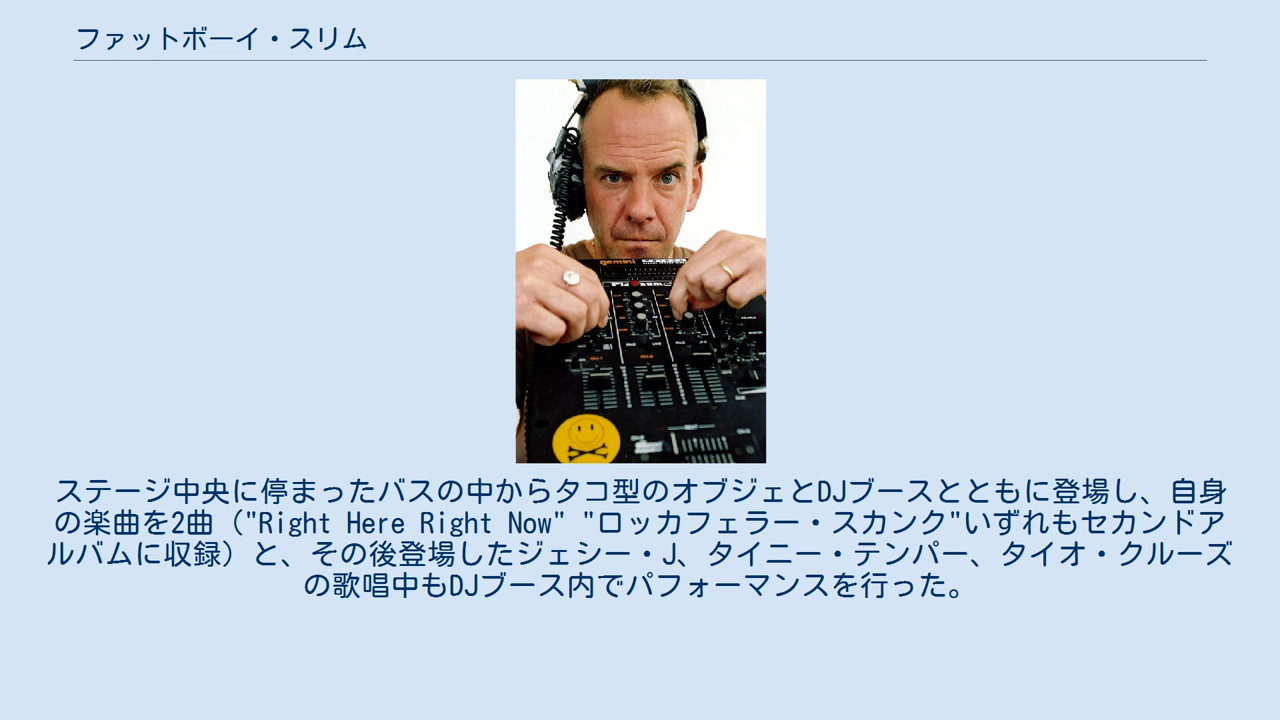 ファットボーイ・スリム
gemini
ステージ中央に停まったバスの中からタコ型のオブジェとDJブースとともに登場し、自身
の楽曲を2曲（"Right Here Right Now" "ロッカフェラー・スカンク"いずれもセカンドア
ルバムに収録）と、その後登場したジェシー・J、タイニー・テンパー、タイオ・クルーズ
の歌唱中もDJブース内でパフォーマンスを行った。